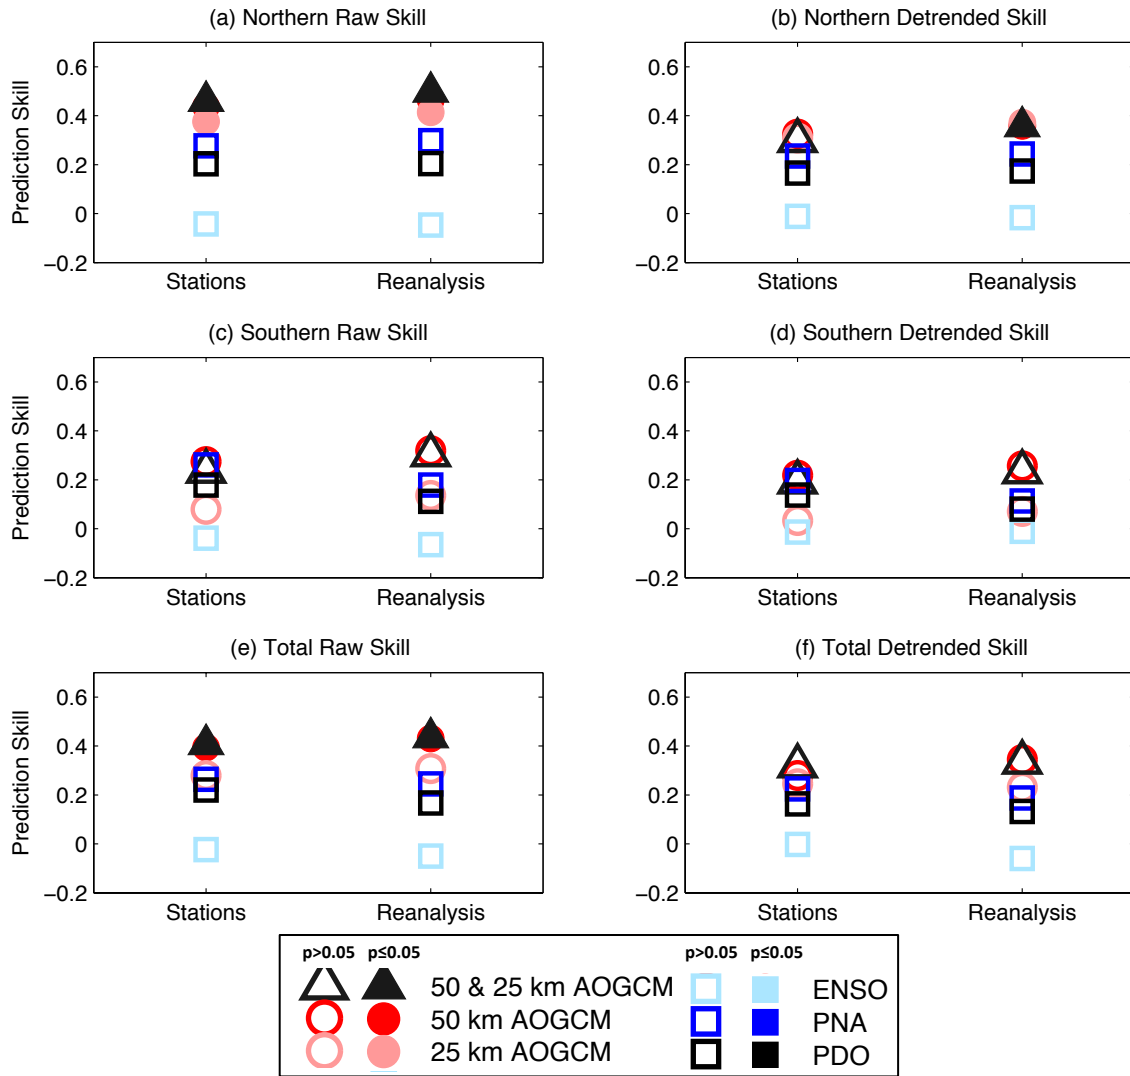 (a) Northern Raw Skill
(b) Northern Detrended Skill
Prediction Skill
0.6
0.4
0.2
0
−0.2
Stations
Reanalysis
0.6
0.4
0.2
0
−0.2
Stations
Reanalysis
(c) Southern Raw Skill
(d) Southern Detrended Skill
Prediction Skill
0.6
0.4
0.2
0
−0.2
Stations
Reanalysis
0.6
0.4
0.2
0
−0.2
Stations
Reanalysis
(e) Total Raw Skill
(f) Total Detrended Skill
Prediction Skill
0.6
0.4
0.2
0
−0.2
Stations
Reanalysis
0.6
0.4
0.2
0
−0.2
Stations
Reanalysis
p>0.05 p≤0.05
50 & 25 km AOGCM
50 km AOGCM
25 km AOGCM
p>0.05 p≤0.05
ENSO
PNA
PDO